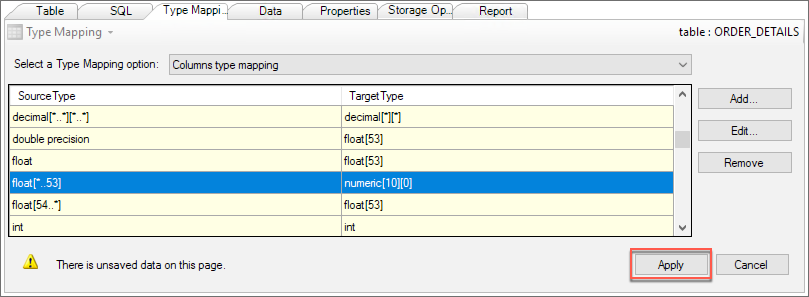 Table SQL Type Mappi... Data Properties Storage Op... Report
Type Mapping table : ORDER_DETAILS
Select a Type Mapping option: Columns type mapping
SourceType TargetType
decimal[*..*][*..*] decimal[*][*] Add...
double precision float[53] Edit...
float float[53] Remove
float[*..53] numeric[10][0]
float[54..*] float[53]
int int
There is unsaved data on this page. Apply Cancel